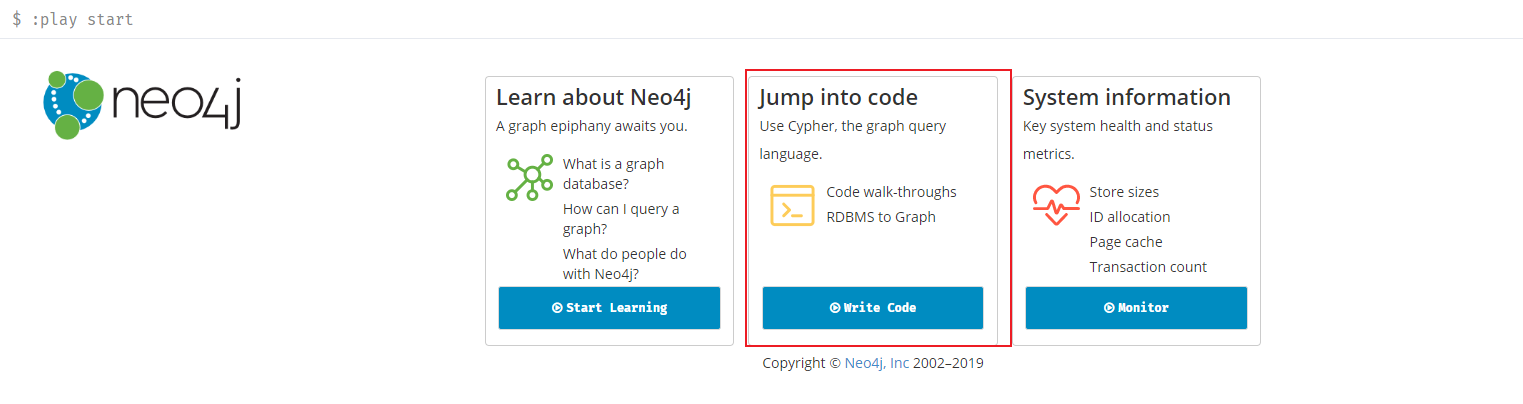 $ :play start
neo4j
Learn about Neo4j
A graph epiphany awaits you.
What is a graph
database?
How can I query a
graph?
What do people do
with Neo4j?
Start Learning
Jump into code
Use Cypher, the graph query
language.
Code walk-throughs
RDBMS to Graph
Write Code
System information
Key system health and status
metrics.
Store sizes
ID allocation
Page cache
Transaction count
Monitor
Copyright © Neo4j, Inc 2002–2019